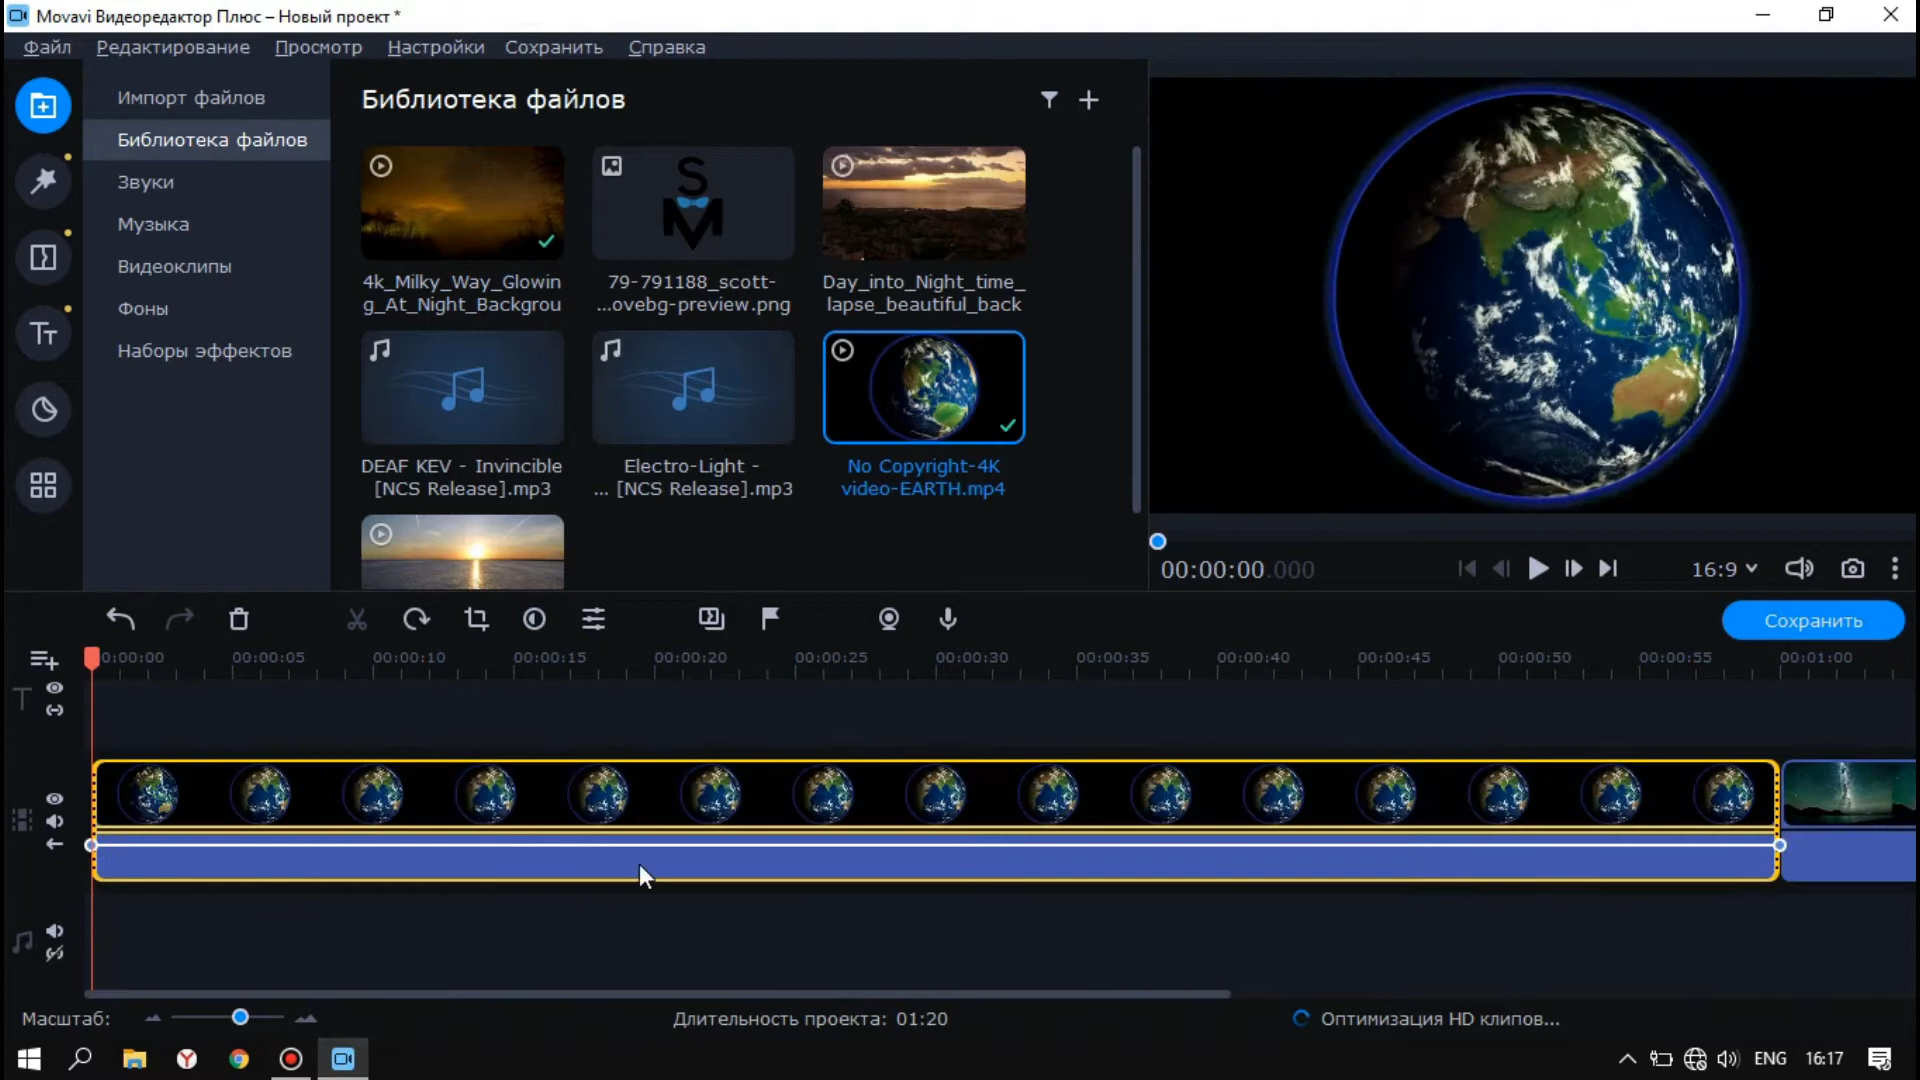 Movavi Видеоредактор Плюс – Новый проект *
Файл Редактирование Просмотр Настройки Сохранить Справка
Импорт файлов
Библиотека файлов
Звуки
Музыка
Видеоклипы
Фоны
Наборы эффектов
Библиотека файлов
S
M
4k_Milky_Way_Glowin
g_At_Night_Backgrou
79-791188_scott-
...ovebg-preview.png
Day_into_Night_time_
lapse_beautiful_back
DEAF KEV - Invincible
[NCS Release].mp3
Electro-Light -
... [NCS Release].mp3
No Copyright-4K
video-EARTH.mp4
00:00:00.000
16:9
Сохранить
0:00:00 00:00:05 00:00:10 00:00:15 00:00:20 00:00:25 00:00:30 00:00:35 00:00:40 00:00:45 00:00:50 00:00:55 00:01:00
Масштаб:
Длительность проекта: 01:20
Оптимизация HD клипов...
ENG
16:17